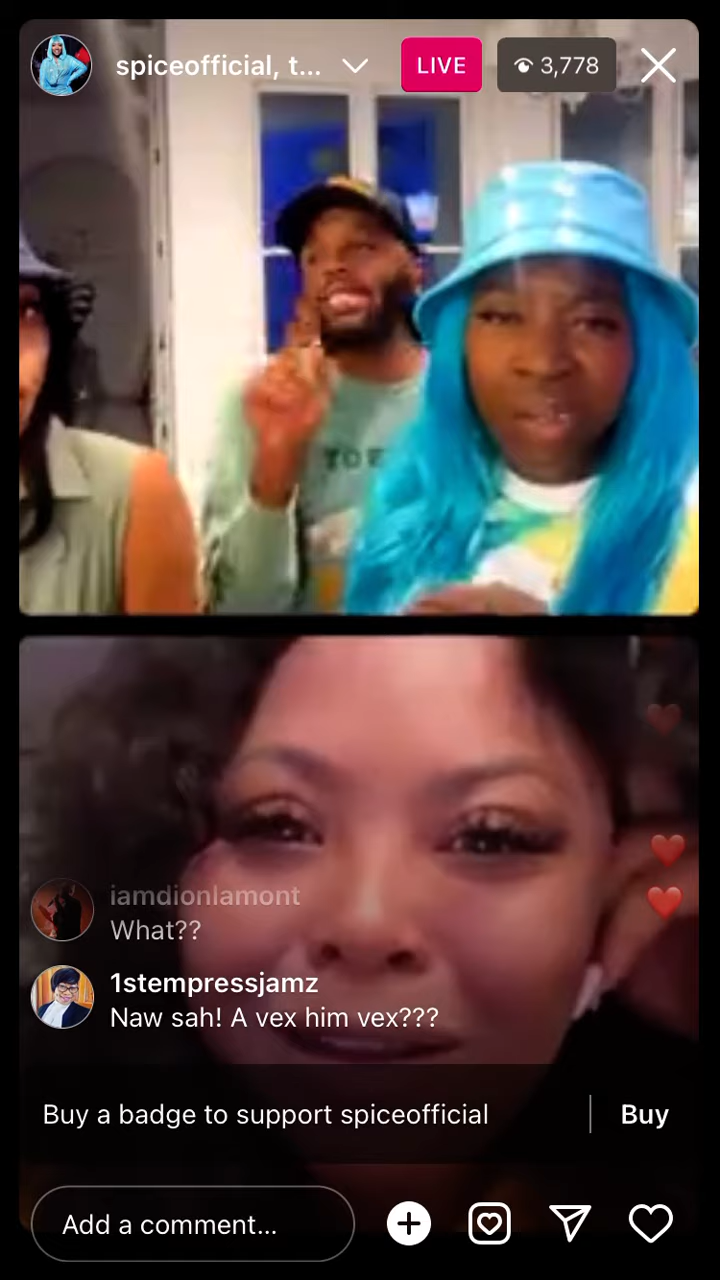 spiceofficial, t...
LIVE
3,778
iamdionlamont
What??
1stempressjamz
Naw sah! A vex him vex???
Buy a badge to support spiceofficial
Buy
Add a comment...